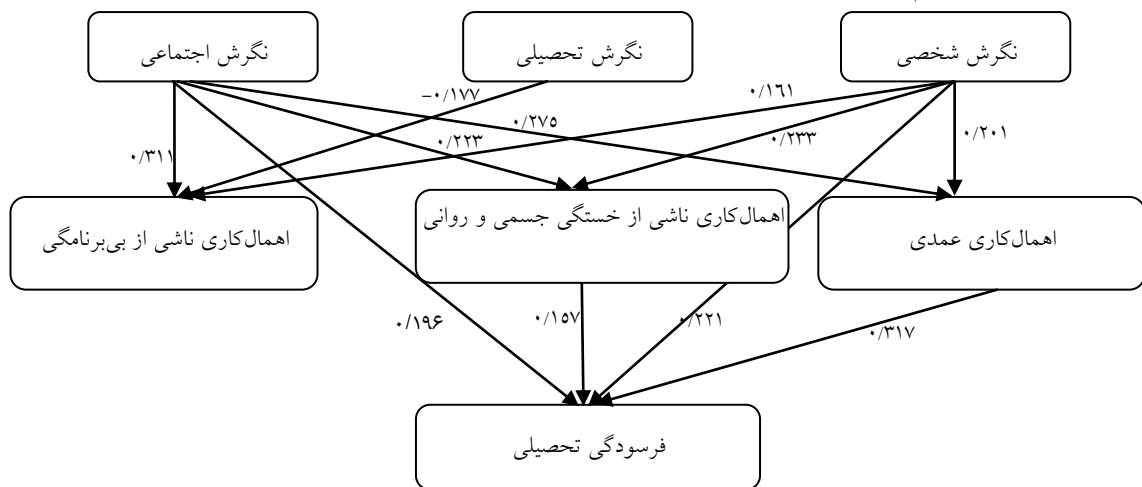 نگرش شخصی
نگرش تحصیلی
نگرش اجتماعی
۰/۱۶۱
-۰/۱۷۷
۰/۲۷۵
۰/۲۰۱
۰/۲۳۳
۰/۲۲۳
۰/۳۱۱
اهمال‌کاری عمدی
اهمال‌کاری ناشی از خستگی جسمی و روانی
اهمال‌کاری ناشی از بی‌برنامگی
۰/۳۱۷
۰/۲۲۱
۰/۱۵۷
۰/۱۹۶
فرسودگی تحصیلی